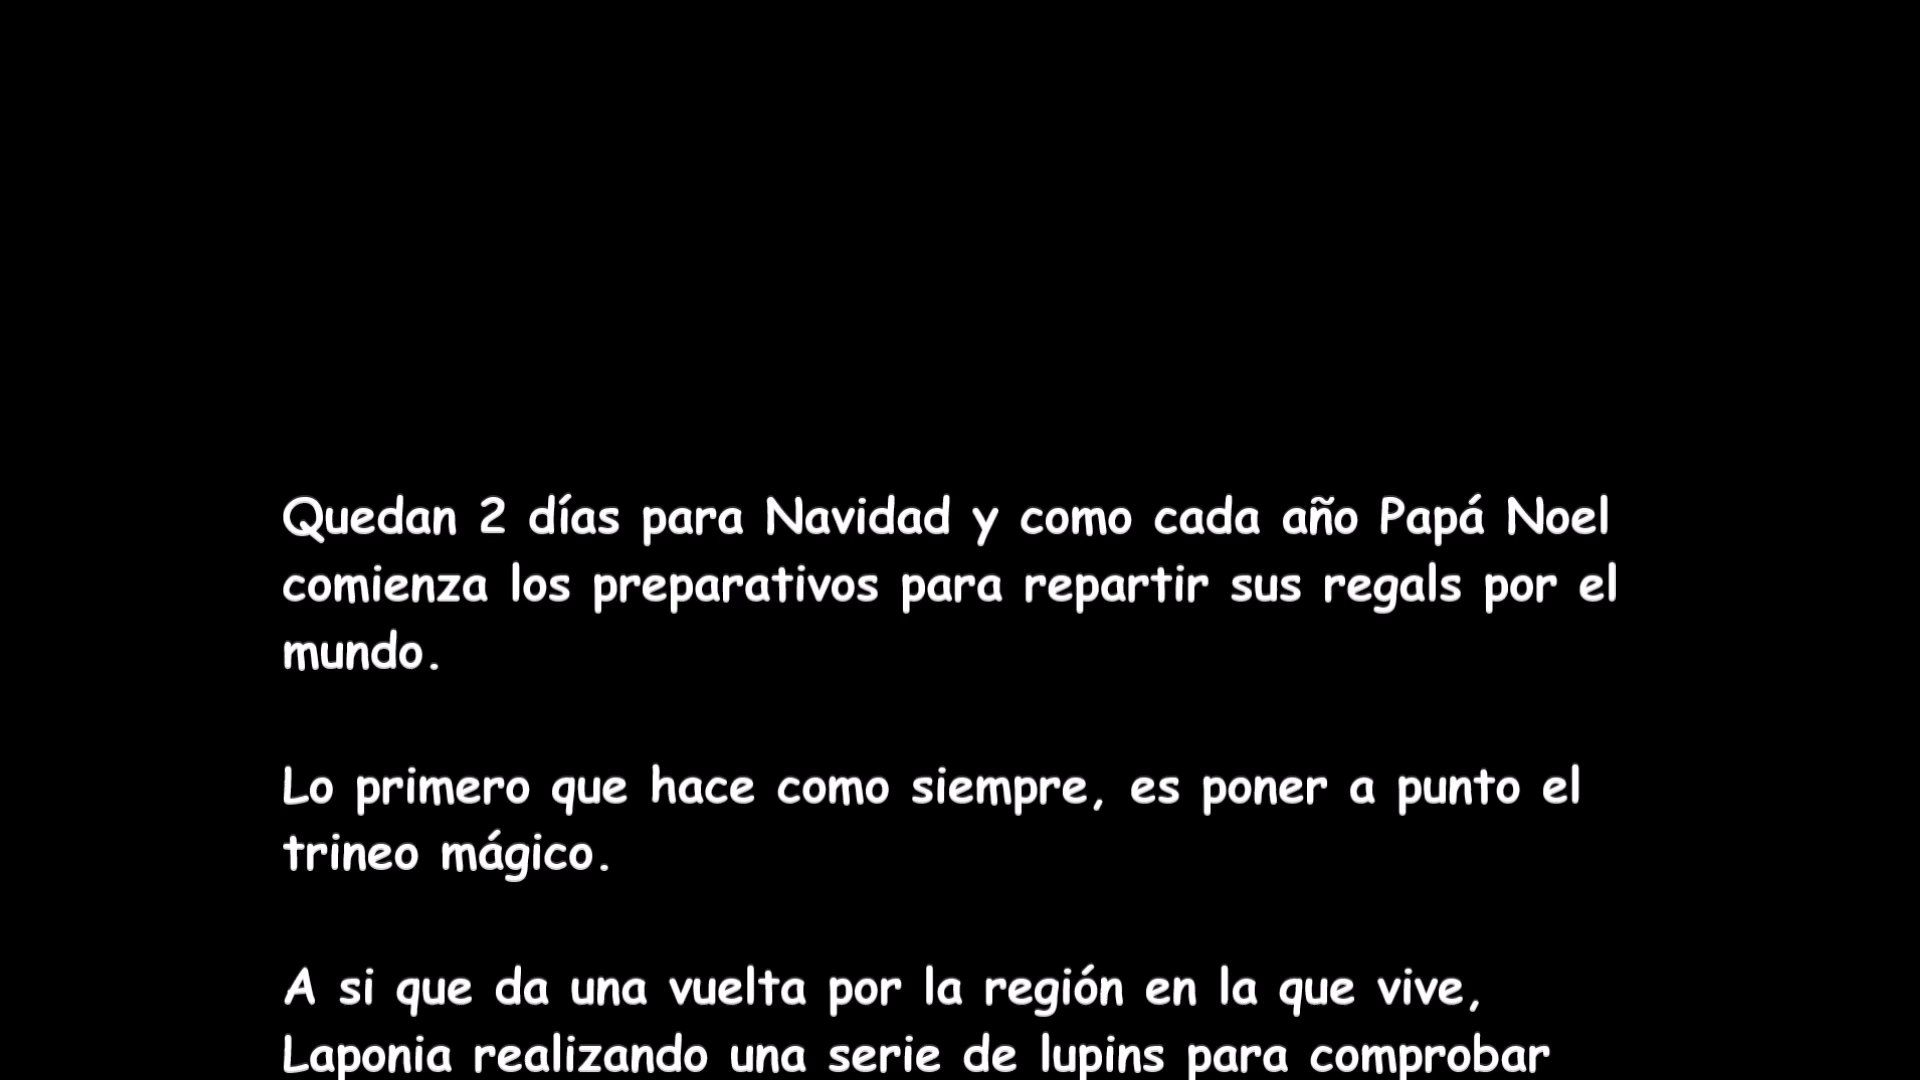 Quedan 2 días para Navidad y como cada año Papá Noel
comienza los preparativos para repartir sus regals por el
mundo.
Lo primero que hace como siempre, es poner a punto el
trineo mágico.
A si que da una vuelta por la región en la que vive,
Laponia realizando una serie de lupins para comprobar